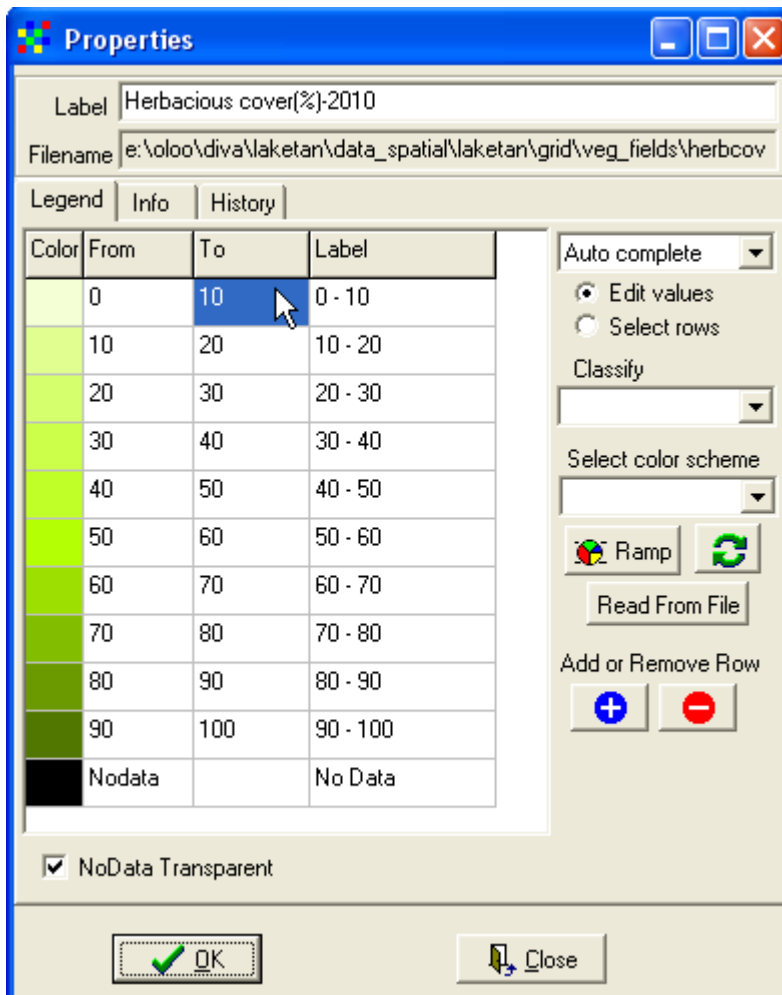 Properties
Label Herbacious cover(%)-2010
Filename e:\oloo\diva\laketan\data_spatial\laketan\grid\veg_fields\herbcov
Legend Info History
Color From To Label
0 10 0 - 10
10 20 10 - 20
20 30 20 - 30
30 40 30 - 40
40 50 40 - 50
50 60 50 - 60
60 70 60 - 70
70 80 70 - 80
80 90 80 - 90
90 100 90 - 100
Nodata No Data
Auto complete
Edit values
Select rows
Classify
Select color scheme
Ramp
Read From File
Add or Remove Row
NoData Transparent
OK Close